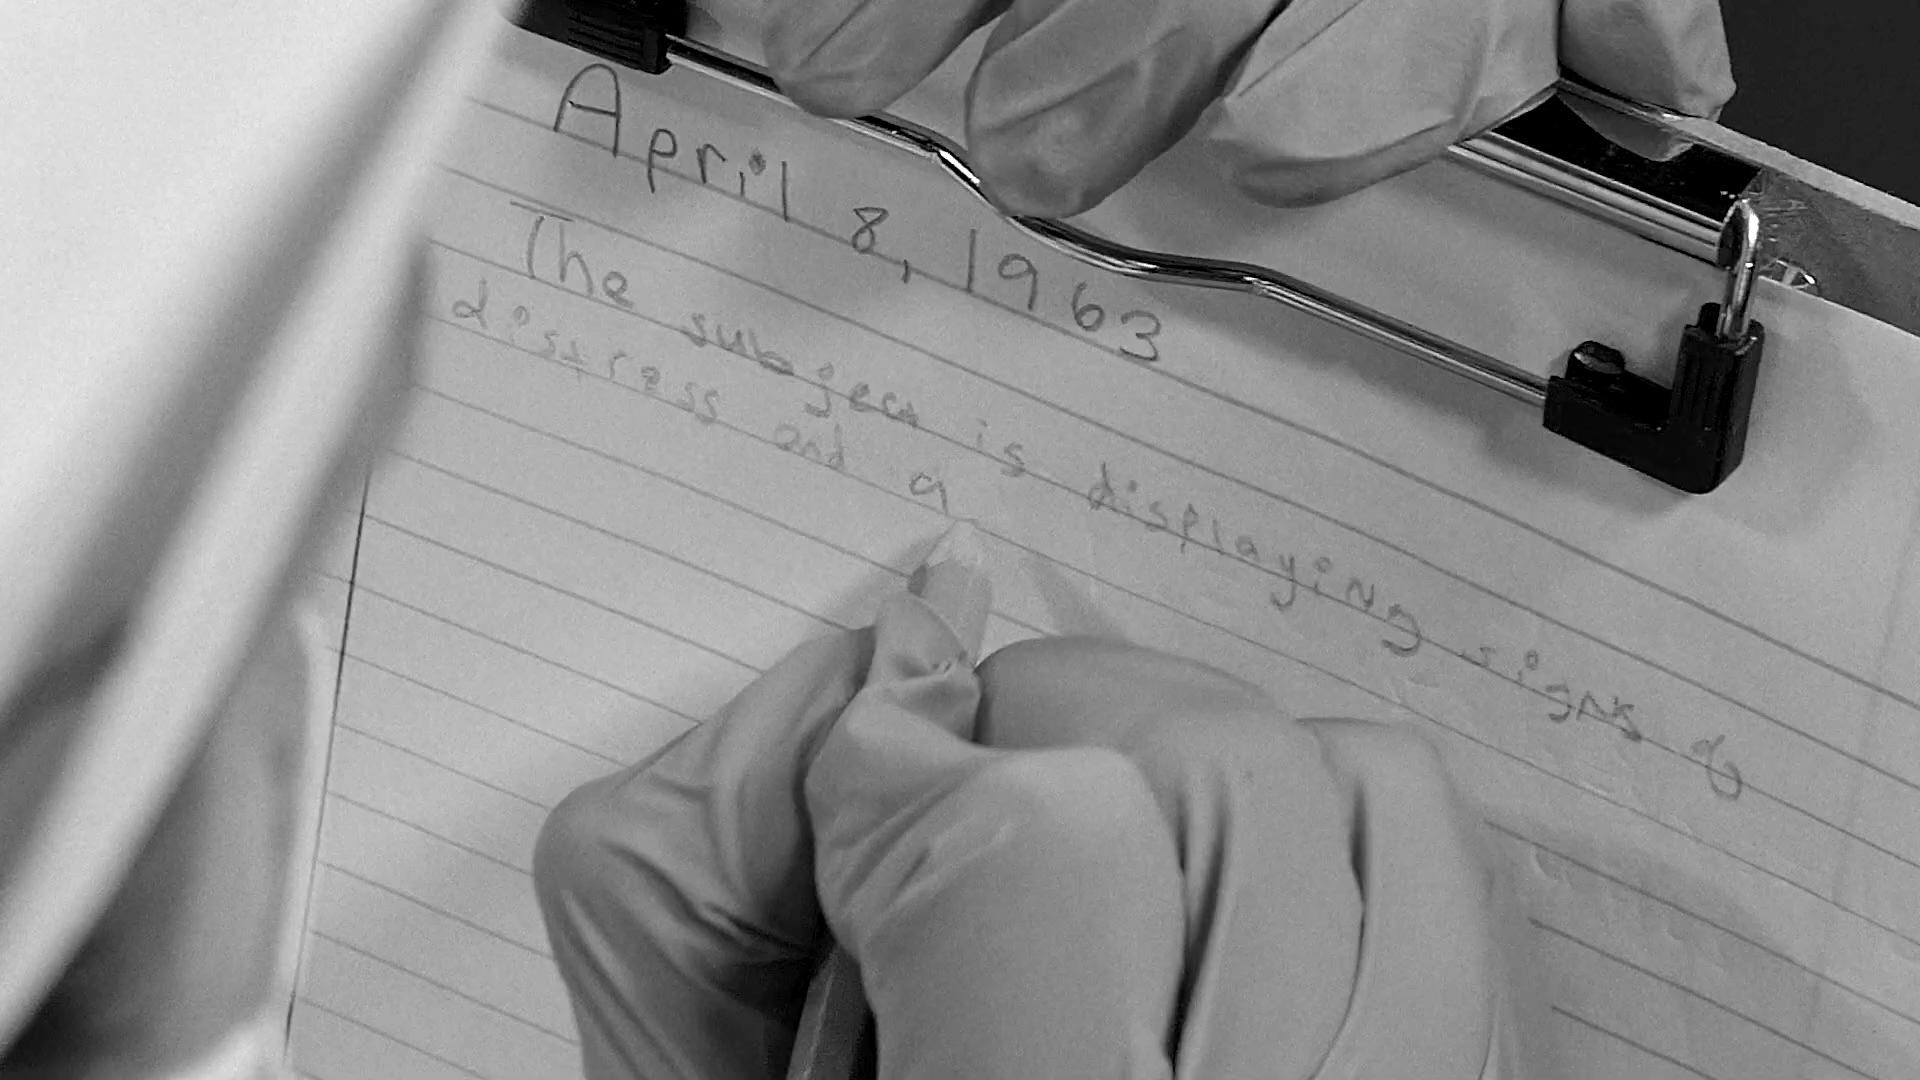 April 8, 1963
The subject is displaying signs of
distress and a